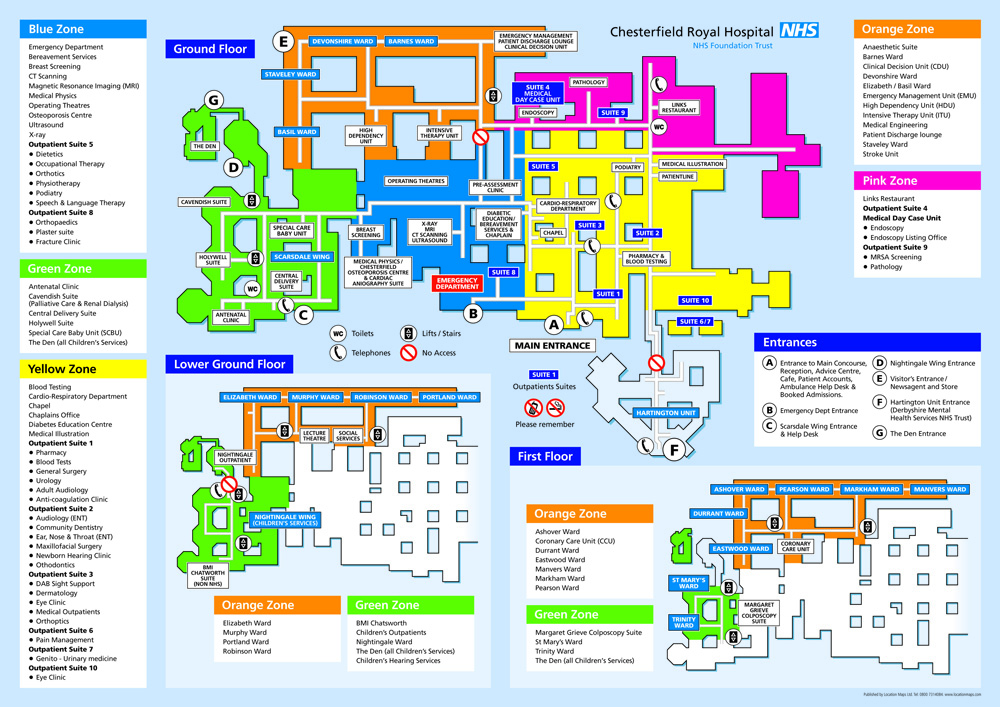 Blue Zone
Emergency Department
Bereavement Services
Breast Screening
CT Scanning
Magnetic Resonance Imaging (MRI)
Medical Physics
Operating Theatres
Osteoporosis Centre
Ultrasound
X-ray
Outpatient Suite 5
• Dietetics
• Occupational Therapy
• Orthotics
• Physiotherapy
• Podiatry
• Speech & Language Therapy
Outpatient Suite 8
• Orthopaedics
• Plaster suite
• Fracture Clinic
Green Zone
Antenatal Clinic
Cavendish Suite
(Palliative Care & Renal Dialysis)
Central Delivery Suite
Holywell Suite
Special Care Baby Unit (SCBU)
The Den (all Children's Services)
Yellow Zone
Blood Testing
Cardio-Respiratory Department
Chapel
Chaplains Office
Diabetes Education Centre
Medical Illustration
Outpatient Suite 1
• Pharmacy
• Blood Tests
• General Surgery
• Urology
• Adult Audiology
• Anti-coagulation Clinic
Outpatient Suite 2
• Audiology (ENT)
• Community Dentistry
• Ear, Nose & Throat (ENT)
• Maxillofacial Surgery
• Newborn Hearing Clinic
• Othodontics
Outpatient Suite 3
• DAB Sight Support
• Dermatology
• Eye Clinic
• Medical Outpatients
• Orthoptics
Outpatient Suite 6
• Pain Management
Outpatient Suite 7
• Genito - Urinary medicine
Outpatient Suite 10
• Eye Clinic
Ground Floor
E
DEVONSHIRE WARD
BARNES WARD
EMERGENCY MANAGEMENT
PATIENT DISCHARGE LOUNGE
CLINICAL DECISION UNIT
STAVELEY WARD
BASIL WARD
HIGH
DEPENDENCY
UNIT
INTENSIVE
THERAPY UNIT
SUITE 4
MEDICAL
DAY CASE UNIT
ENDOSCOPY
PATHOLOGY
SUITE 9
LINKS
RESTAURANT
WC
G
THE DEN
D
OPERATING THEATRES
PRE-ASSESSMENT
CLINIC
SUITE 5
PODIATRY
MEDICAL ILLUSTRATION
PATIENTLINE
CAVENDISH SUITE
SPECIAL CARE
BABY UNIT
BREAST
SCREENING
X-RAY
MRI
CT SCANNING
ULTRASOUND
DIABETIC
EDUCATION/
BEREAVEMENT
SERVICES &
CHAPLAIN
CARDIO-RESPIRATORY
DEPARTMENT
CHAPEL
SUITE 3
SUITE 2
HOLYWELL
SUITE
SCARSDALE WING
CENTRAL
DELIVERY
SUITE
WC
MEDICAL PHYSICS /
CHESTERFIELD
OSTEOPOROSIS CENTRE
& CARDIAC
ANIOGRAPHY SUITE
EMERGENCY
DEPARTMENT
SUITE 8
PHARMACY &
BLOOD TESTING
SUITE 1
SUITE 10
SUITE 6/7
ANTENATAL
CLINIC
C
B
A
MAIN ENTRANCE
WC Toilets
Lifts / Stairs
Telephones
No Access
SUITE 1
Outpatients Suites
Please remember
HARTINGTON UNIT
F
Chesterfield Royal Hospital NHS
NHS Foundation Trust
Orange Zone
Anaesthetic Suite
Barnes Ward
Clinical Decision Unit (CDU)
Devonshire Ward
Elizabeth / Basil Ward
Emergency Management Unit (EMU)
High Dependency Unit (HDU)
Intensive Therapy Unit (ITU)
Medical Engineering
Patient Discharge lounge
Staveley Ward
Stroke Unit
Pink Zone
Links Restaurant
Outpatient Suite 4
Medical Day Case Unit
• Endoscopy
• Endoscopy Listing Office
Outpatient Suite 9
• MRSA Screening
• Pathology
Entrances
A Entrance to Main Concourse,
Reception, Advice Centre,
Cafe, Patient Accounts,
Ambulance Help Desk &
Booked Admissions.
B Emergency Dept Entrance
C Scarsdale Wing Entrance
& Help Desk
D Nightingale Wing Entrance
E Visitor's Entrance /
Newsagent and Store
F Hartington Unit Entrance
(Derbyshire Mental
Health Services NHS Trust)
G The Den Entrance
Lower Ground Floor
ELIZABETH WARD
MURPHY WARD
ROBINSON WARD
PORTLAND WARD
LECTURE
THEATRE
SOCIAL
SERVICES
NIGHTINGALE
OUTPATIENT
NIGHTINGALE WING
(CHILDREN'S SERVICES)
BMI
CHATWORTH
SUITE
(NON NHS)
Orange Zone
Elizabeth Ward
Murphy Ward
Portland Ward
Robinson Ward
Green Zone
BMI Chatsworth
Children's Outpatients
Nightingale Ward
The Den (all Children's Services)
Children's Hearing Services
First Floor
Orange Zone
Ashover Ward
Coronary Care Unit (CCU)
Durrant Ward
Eastwood Ward
Manvers Ward
Markham Ward
Pearson Ward
Green Zone
Margaret Grieve Colposcopy Suite
St Mary's Ward
Trinity Ward
The Den (all Children's Services)
ASHOVER WARD
PEARSON WARD
MARKHAM WARD
MANVERS WARD
DURRANT WARD
EASTWOOD WARD
CORONARY
CARE UNIT
ST MARY'S
WARD
TRINITY
WARD
MARGARET
GRIEVE
COLPOSCOPY
SUITE
Published by Location Maps Ltd. Tel: 0800 7314084 www.locationmaps.com